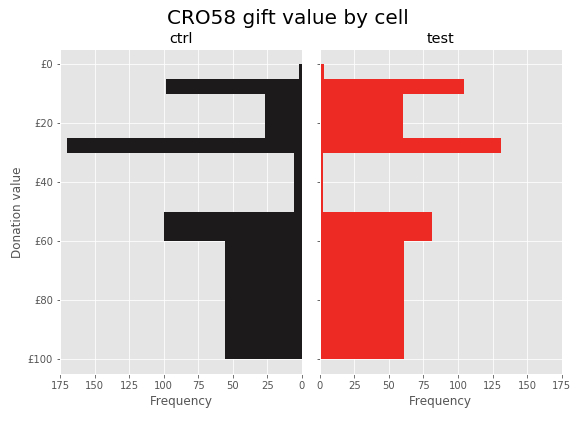 CRO58 gift value by cell
ctrl
test
£0
£20
£40
£60
£80
£100
Donation value
175 150 125 100 75 50 25 0
0 25 50 75 100 125 150 175
Frequency
Frequency